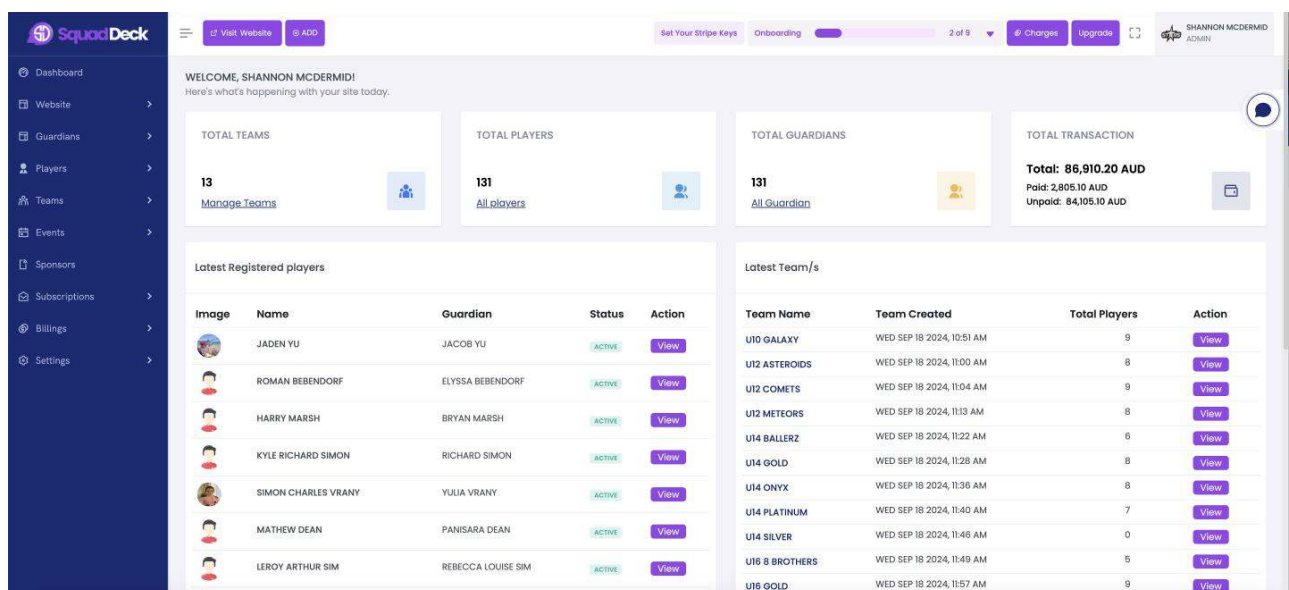 SquadDeck
Visit Website
ADD
Set Your Stripe Keys
Onboarding
2 of 9
Charges
Upgrade
SHANNON MCDERMID
ADMIN
Dashboard
Website
Guardians
Players
Teams
Events
Sponsors
Subscriptions
Billings
Settings
WELCOME, SHANNON MCDERMID!
Here's what's happening with your site today.
TOTAL TEAMS
13
Manage Teams
TOTAL PLAYERS
131
All players
TOTAL GUARDIANS
131
All Guardian
TOTAL TRANSACTION
Total: 86,910.20 AUD
Paid: 2,805.10 AUD
Unpaid: 84,105.10 AUD
Latest Registered players
Image Name Guardian Status Action
JADEN YU JACOB YU ACTIVE View
ROMAN BEBENDORF ELYSSA BEBENDORF ACTIVE View
HARRY MARSH BRYAN MARSH ACTIVE View
KYLE RICHARD SIMON RICHARD SIMON ACTIVE View
SIMON CHARLES VRANY YULIA VRANY ACTIVE View
MATHEW DEAN PANISARA DEAN ACTIVE View
LEROY ARTHUR SIM REBECCA LOUISE SIM ACTIVE View
Latest Team/s
Team Name Team Created Total Players Action
U10 GALAXY WED SEP 18 2024, 10:51 AM 9 View
U12 ASTEROIDS WED SEP 18 2024, 11:00 AM 8 View
U12 COMETS WED SEP 18 2024, 11:04 AM 9 View
U12 METEORS WED SEP 18 2024, 11:13 AM 8 View
U14 BALLERZ WED SEP 18 2024, 11:22 AM 6 View
U14 GOLD WED SEP 18 2024, 11:28 AM 8 View
U14 ONYX WED SEP 18 2024, 11:36 AM 8 View
U14 PLATINUM WED SEP 18 2024, 11:40 AM 7 View
U14 SILVER WED SEP 18 2024, 11:46 AM 0 View
U16 8 BROTHERS WED SEP 18 2024, 11:49 AM 5 View
U16 GOLD WED SEP 18 2024, 11:57 AM 9 View